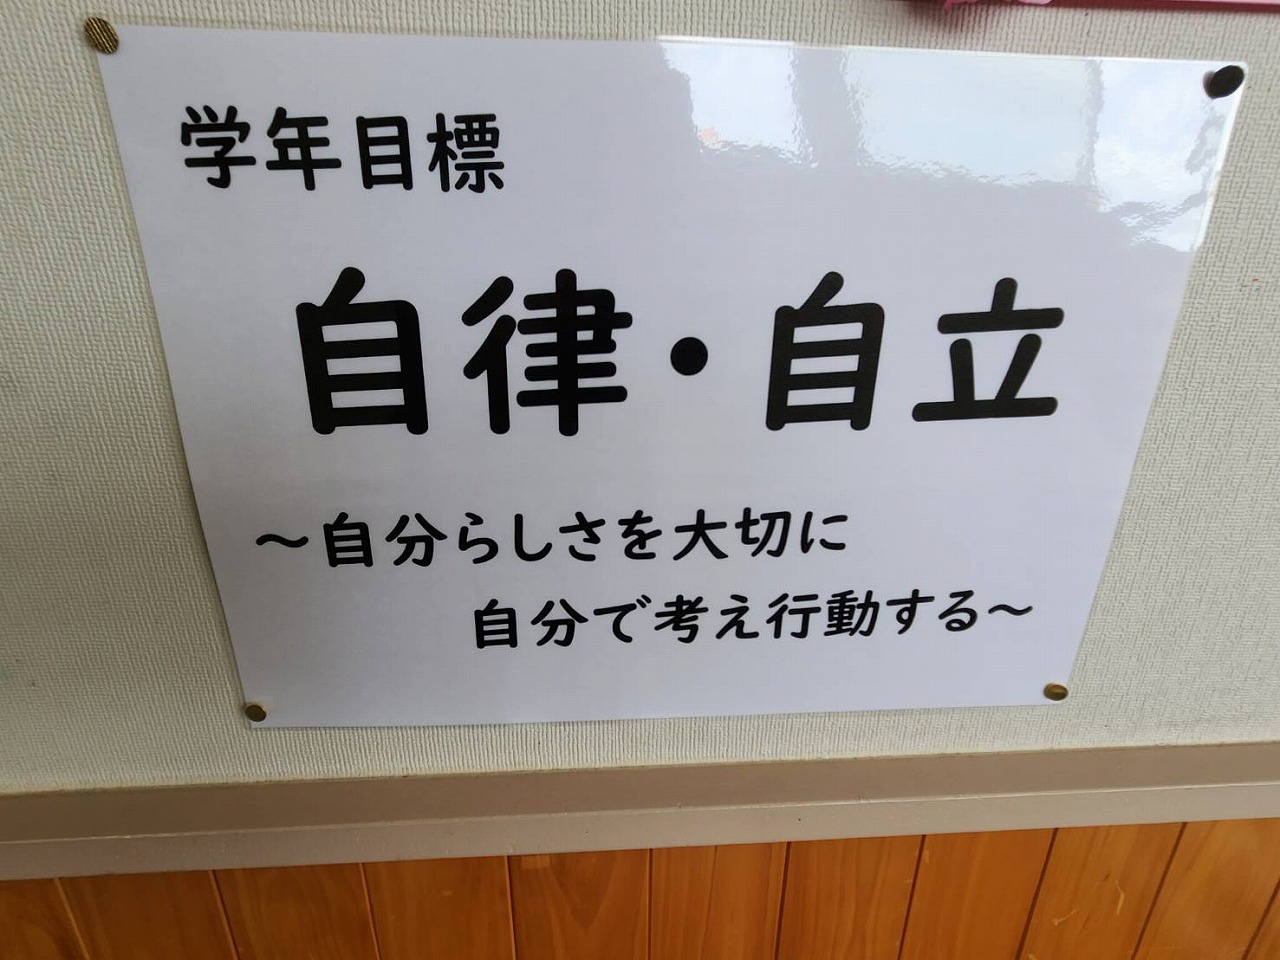 学年目標
自律・自立
～自分らしさを大切に
自分で考え行動する～